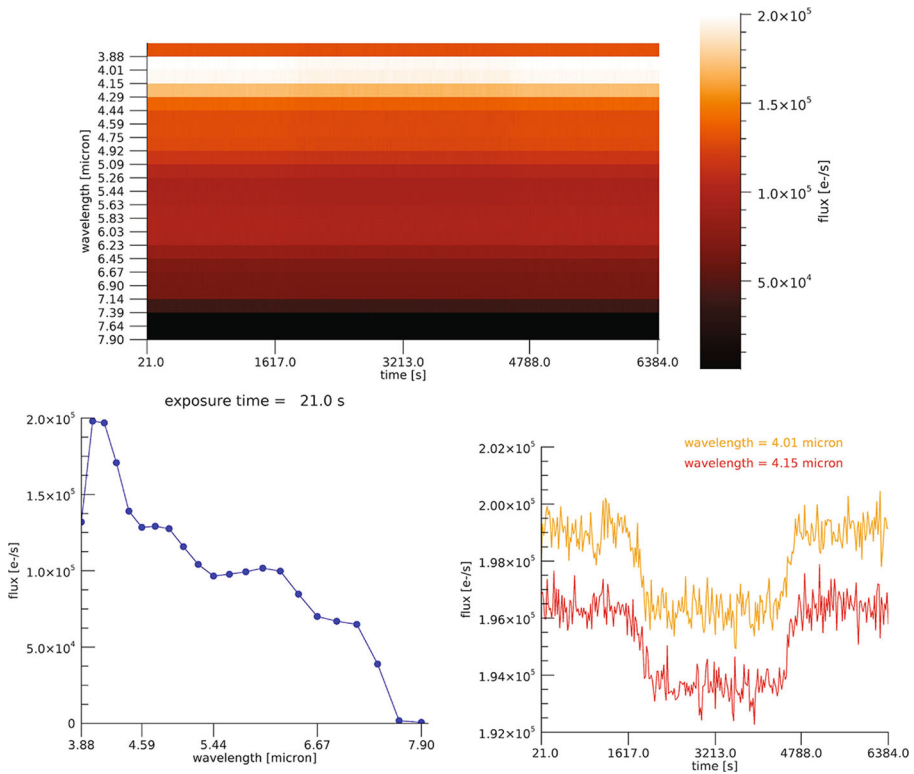 2.0×10⁵
3.88
4.01
4.15
4.29
4.44
4.59
4.75
4.92
5.09
5.26
5.44
5.63
5.83
6.03
6.23
6.45
6.67
6.90
7.14
7.39
7.64
7.90
wavelength [micron]
21.0 1617.0 3213.0 4788.0 6384.0
time [s]
1.5×10⁵
1.0×10⁵
5.0×10⁴
flux [e-/s]
exposure time = 21.0 s
2.0×10⁵
1.5×10⁵
1.0×10⁵
5.0×10⁴
0
flux [e-/s]
3.88 4.59 5.44 6.67 7.90
wavelength [micron]
wavelength = 4.01 micron
wavelength = 4.15 micron
2.02×10⁵
2.00×10⁵
1.98×10⁵
1.96×10⁵
1.94×10⁵
1.92×10⁵
flux [e-/s]
21.0 1617.0 3213.0 4788.0 6384.0
time [s]